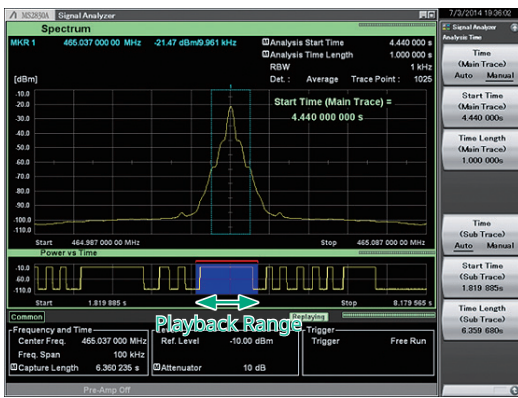 7/3/2014 19:36:02
MS2830A Signal Analyzer
Spectrum
MKR 1 465.037 000 00 MHz -21.47 dBm/9.961 kHz
Analysis Start Time 4.440 000 s
Analysis Time Length 1.000 000 s
RBW 1 kHz
Det. : Average Trace Point : 1025
[dBm]
Start Time (Main Trace) =
4.440 000 000 s
-10.0
-20.0
-30.0
-40.0
-50.0
-60.0
-70.0
-80.0
-90.0
-100.0
-110.0
Start 464.987 000 00 MHz Stop 465.087 000 00 MHz
Power vs Time
-10.0
-60.0
-110.0
Start 1.819 885 s Stop 8.179 565 s
Playback Range
Common
Replaying
Frequency and Time
Center Freq. 465.037 000 MHz
Freq. Span 100 kHz
Capture Length 6.360 235 s
Ref. Level -10.00 dBm
Attenuator 10 dB
Trigger
Trigger Free Run
Pre-Amp Off
Signal Analyzer
Analysis Time
Time
(Main Trace)
Auto Manual
Start Time
(Main Trace)
4.440 000s
Time Length
(Main Trace)
1.000 000s
Time
(Sub Trace)
Auto Manual
Start Time
(Sub Trace)
1.819 885s
Time Length
(Sub Trace)
6.359 680s